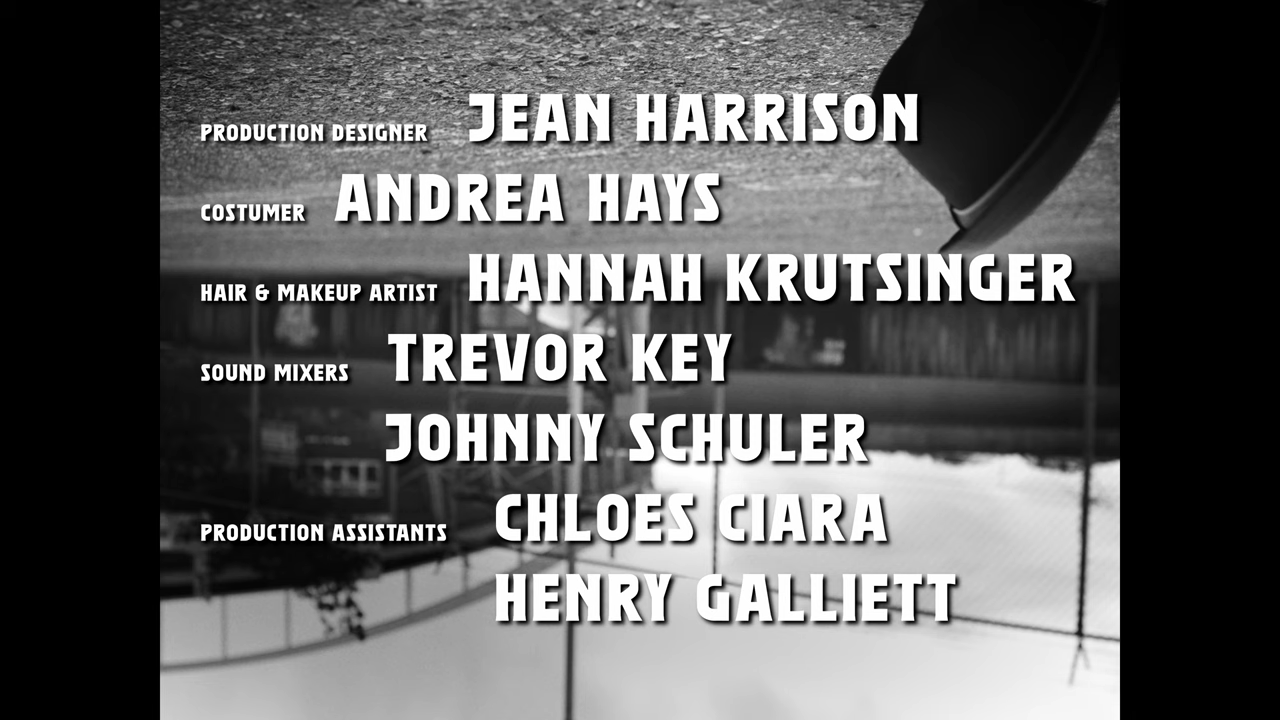 PRODUCTION DESIGNER JEAN HARRISON
COSTUMER ANDREA HAYS
HAIR & MAKEUP ARTIST HANNAH KRUTSINGER
SOUND MIXERS TREVOR KEY
JOHNNY SCHULER
PRODUCTION ASSISTANTS CHLOES CIARA
HENRY GALLIETT